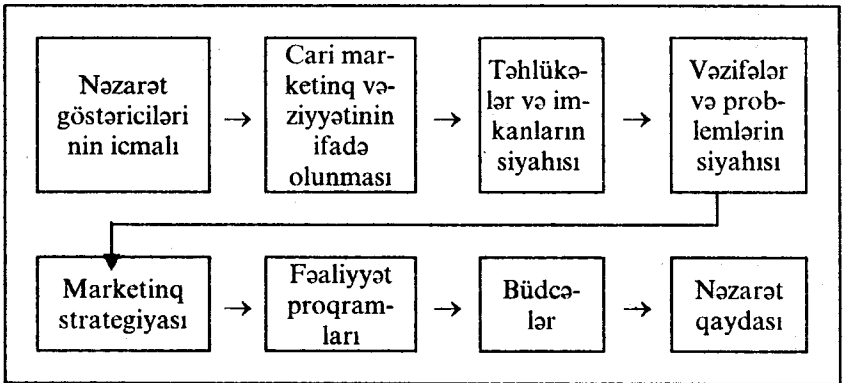 Nəzarət
göstəriciləri
nin icmalı
Cari mar-
ketinq və-
ziyyətinin
ifadə
olunması
Təhlükə-
lər və im-
kanların
siyahısı
Vəzifələr
və prob-
lemlərin
siyahısı
Marketinq
strategiyası
Fəaliyyət
proqram-
ları
Büdcə-
lər
Nəzarət
qaydası